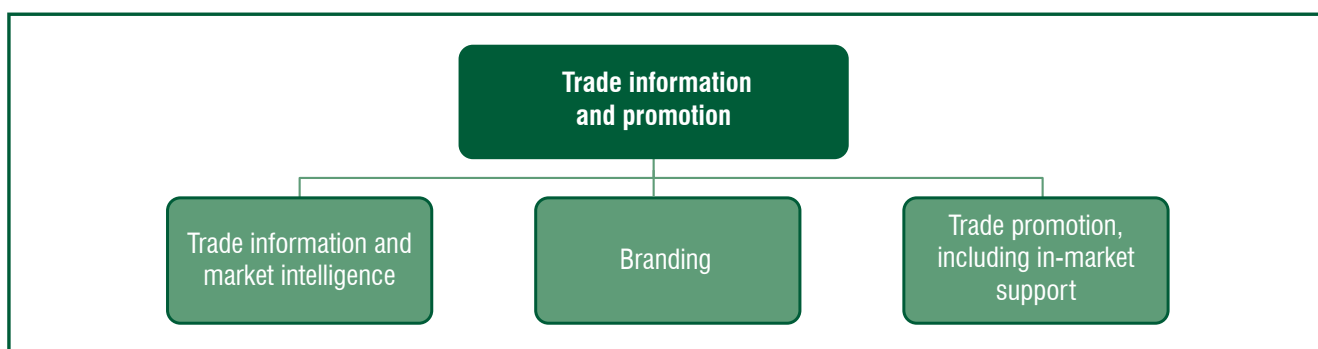 Trade information
and promotion
Trade information and
market intelligence
Branding
Trade promotion,
including in-market
support